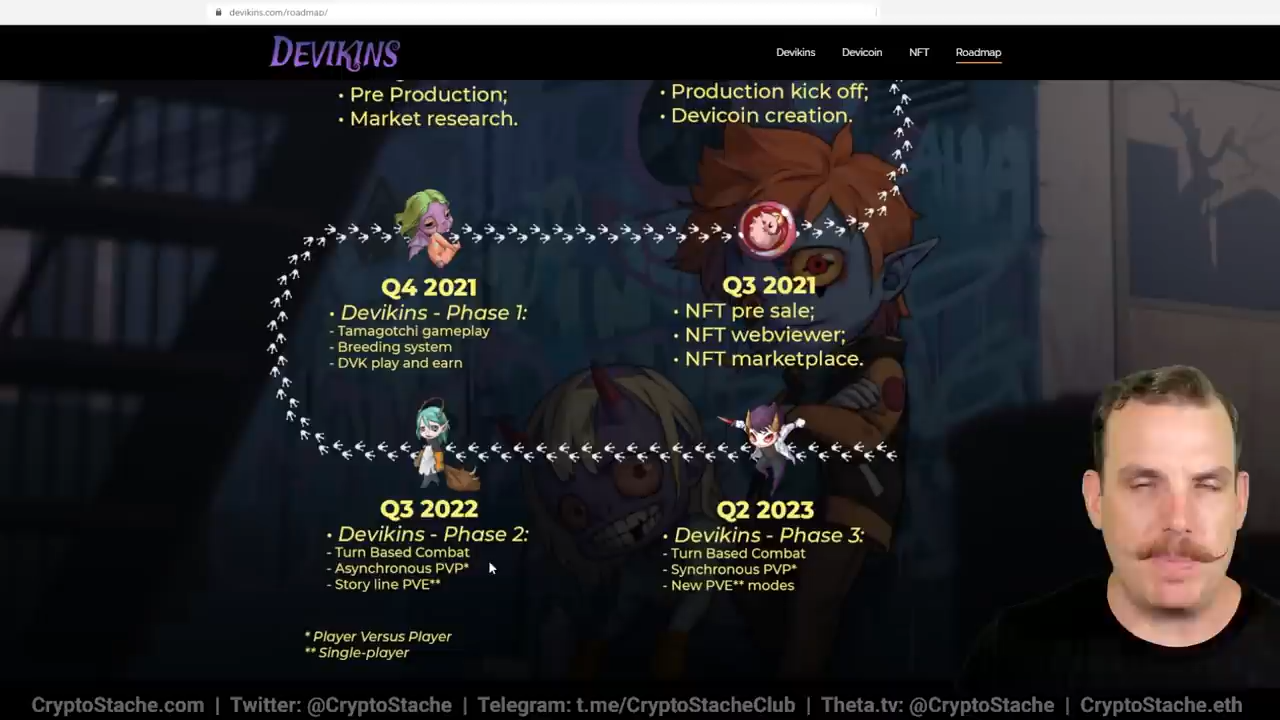 devikins.com/roadmap/
DEVIKINS
Devikins
Devicoin
NFT
Roadmap
• Pre Production;
• Market research.
• Production kick off;
• Devicoin creation.
Q4 2021
• Devikins - Phase 1:
- Tamagotchi gameplay
- Breeding system
- DVK play and earn
Q3 2021
• NFT pre sale;
• NFT webviewer;
• NFT marketplace.
Q3 2022
• Devikins - Phase 2:
- Turn Based Combat
- Asynchronous PVP*
- Story line PVE**
Q2 2023
• Devikins - Phase 3:
- Turn Based Combat
- Synchronous PVP*
- New PVE** modes
* Player Versus Player
** Single-player
CryptoStache.com | Twitter: @CryptoStache | Telegram: t.me/CryptoStacheClub | Theta.tv: @CryptoStache | CryptoStache.eth